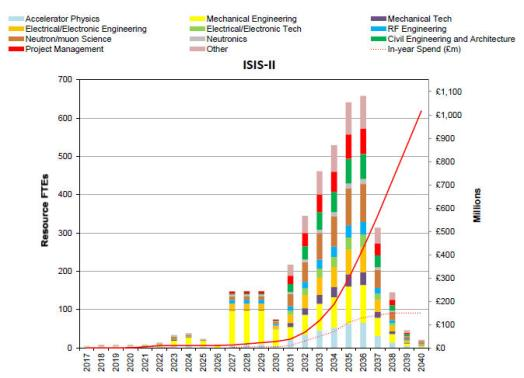 Accelerator Physics
Mechanical Engineering
Mechanical Tech
Electrical/Electronic Engineering
Electrical/Electronic Tech
RF Engineering
Neutron/muon Science
Neutronics
Civil Engineering and Architecture
Project Management
Other
In-year Spend (£m)
ISIS-II
Resource FTEs
700
600
500
400
300
200
100
0
£1,100
£1,000
£900
£800
£700
£600
£500
£400
£300
£200
£100
£0
Millions
2017 2018 2019 2020 2021 2022 2023 2024 2025 2026 2027 2028 2029 2030 2031 2032 2033 2034 2035 2036 2037 2038 2039 2040